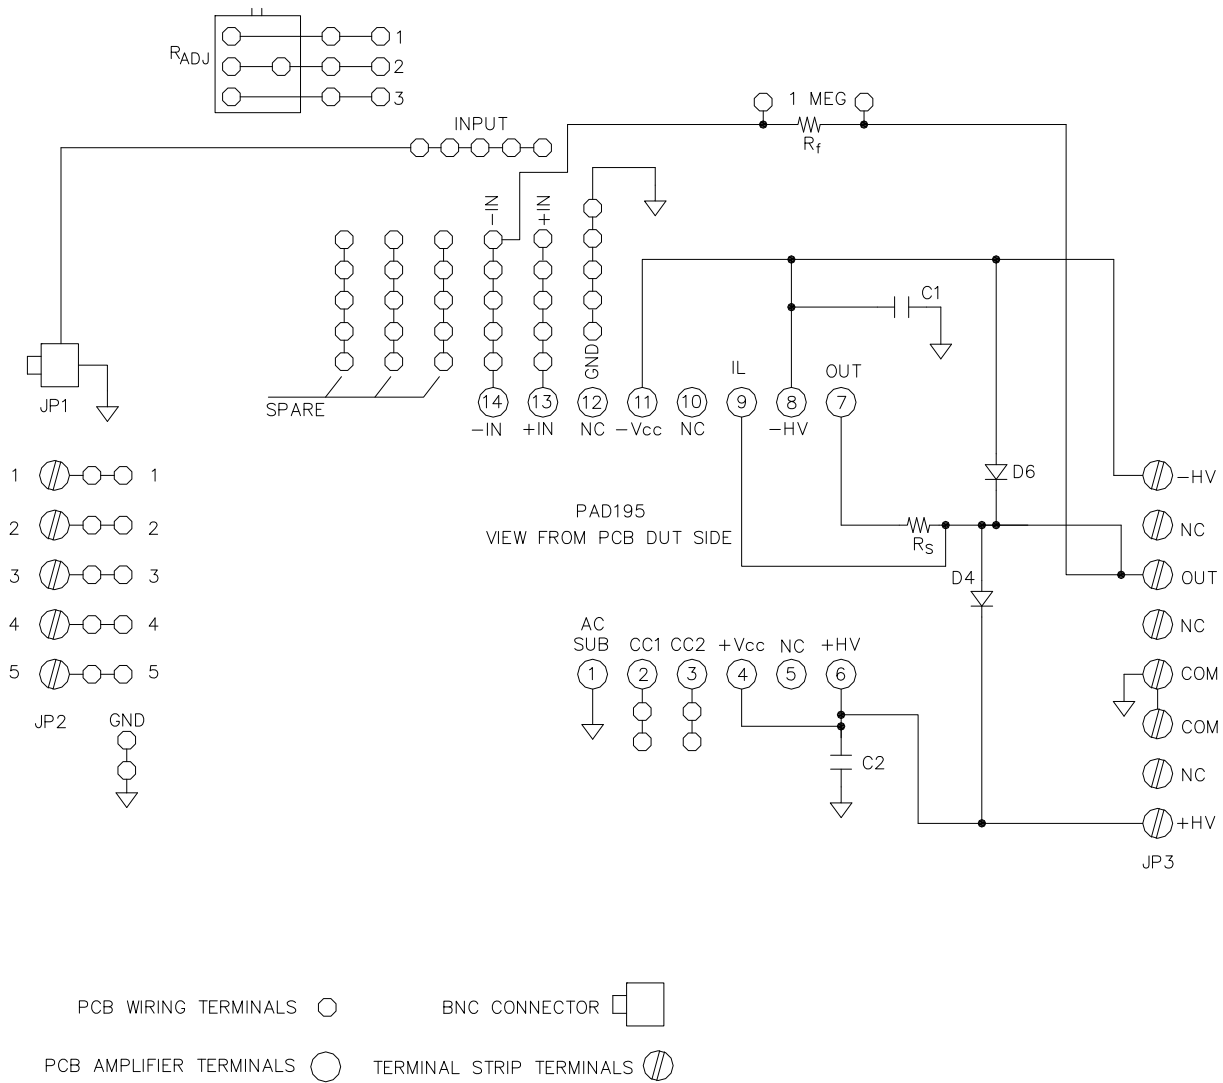 RADJ
1
2
3
INPUT
1 MEG
Rf
-IN
+IN
GND
C1
IL
OUT
14
13
12
11
10
9
8
7
-IN
+IN
NC
-Vcc
NC
-HV
JP1
SPARE
1
1
2
2
3
3
4
4
5
5
JP2
GND
PAD195
VIEW FROM PCB DUT SIDE
RS
D6
D4
-HV
NC
OUT
NC
COM
COM
NC
+HV
JP3
AC
SUB
CC1
CC2
+Vcc
NC
+HV
1
2
3
4
5
6
C2
PCB WIRING TERMINALS
BNC CONNECTOR
PCB AMPLIFIER TERMINALS
TERMINAL STRIP TERMINALS